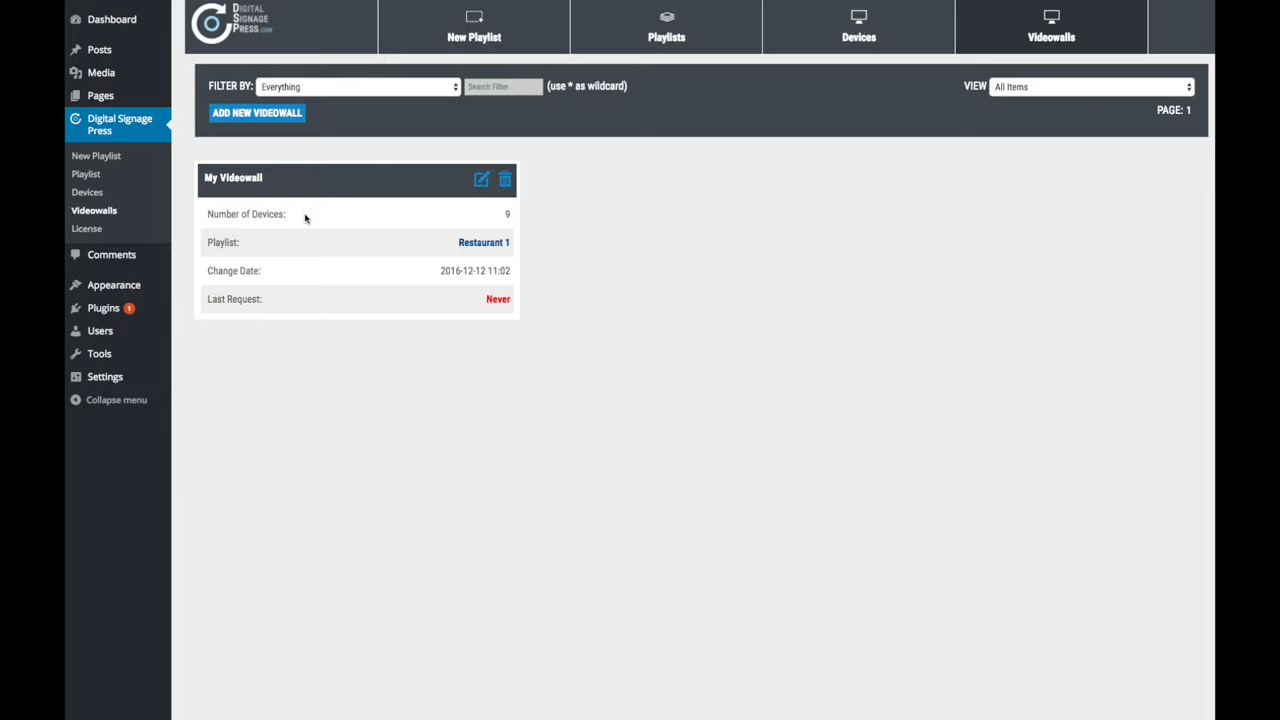 Dashboard
Posts
Media
Pages
Digital Signage
Press
New Playlist
Playlist
Devices
Videowalls
License
Comments
Appearance
Plugins 1
Users
Tools
Settings
Collapse menu
DIGITAL
SIGNAGE
PRESS.COM
New Playlist
Playlists
Devices
Videowalls
FILTER BY: Everything Search Filter (use * as wildcard)
VIEW All Items
ADD NEW VIDEOWALL
PAGE: 1
My Videowall
Number of Devices: 9
Playlist: Restaurant 1
Change Date: 2016-12-12 11:02
Last Request: Never